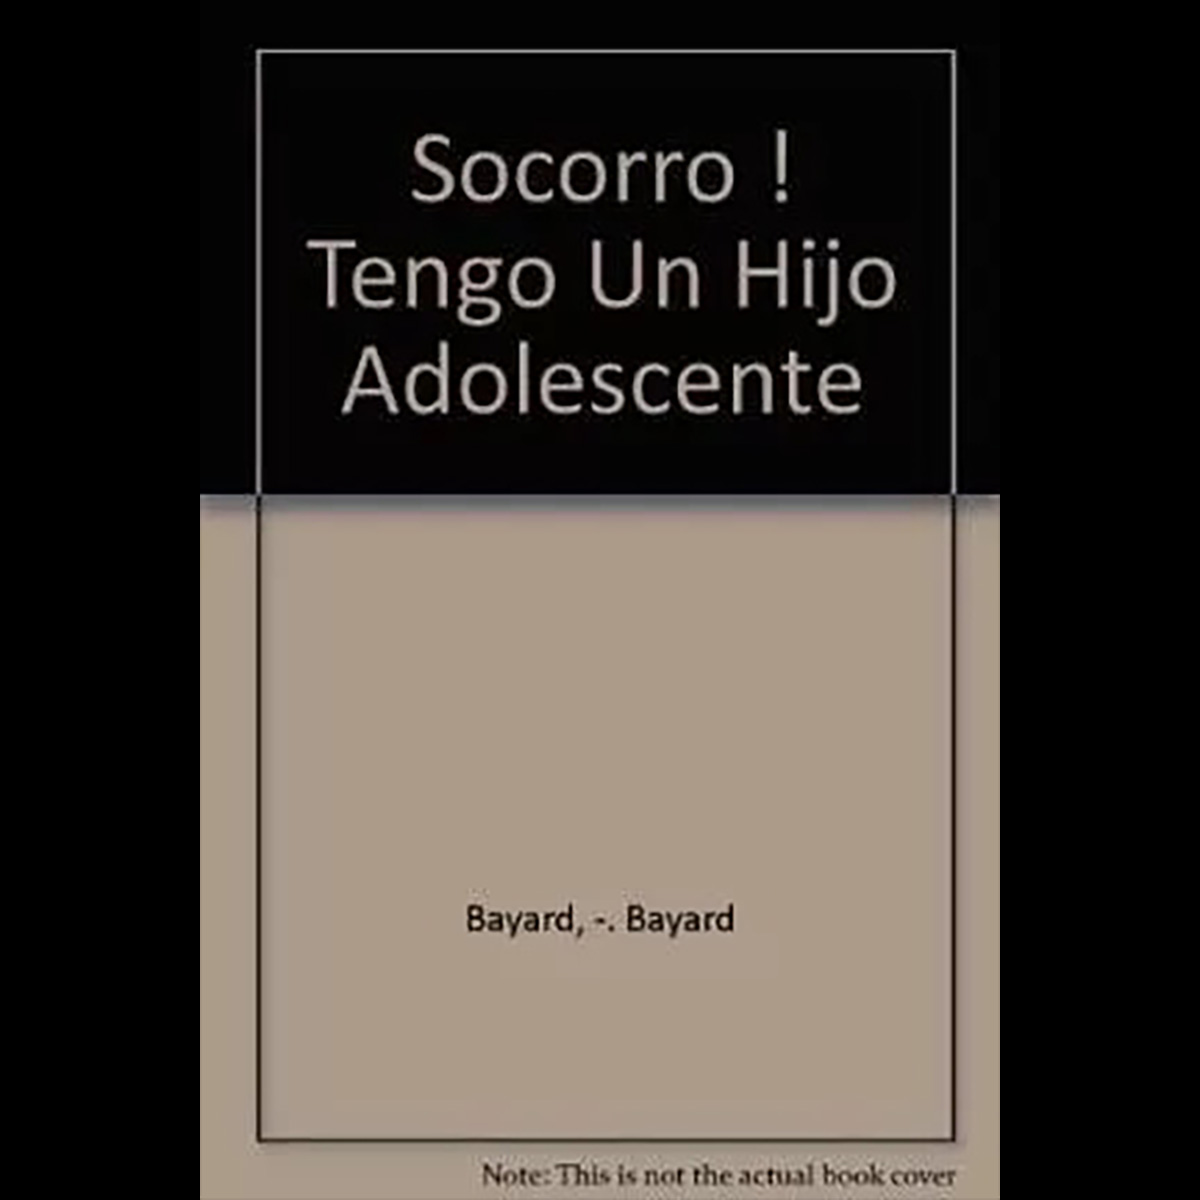 Socorro !
Tengo Un Hijo
Adolescente
Bayard, -. Bayard
Note: This is not the actual book cover